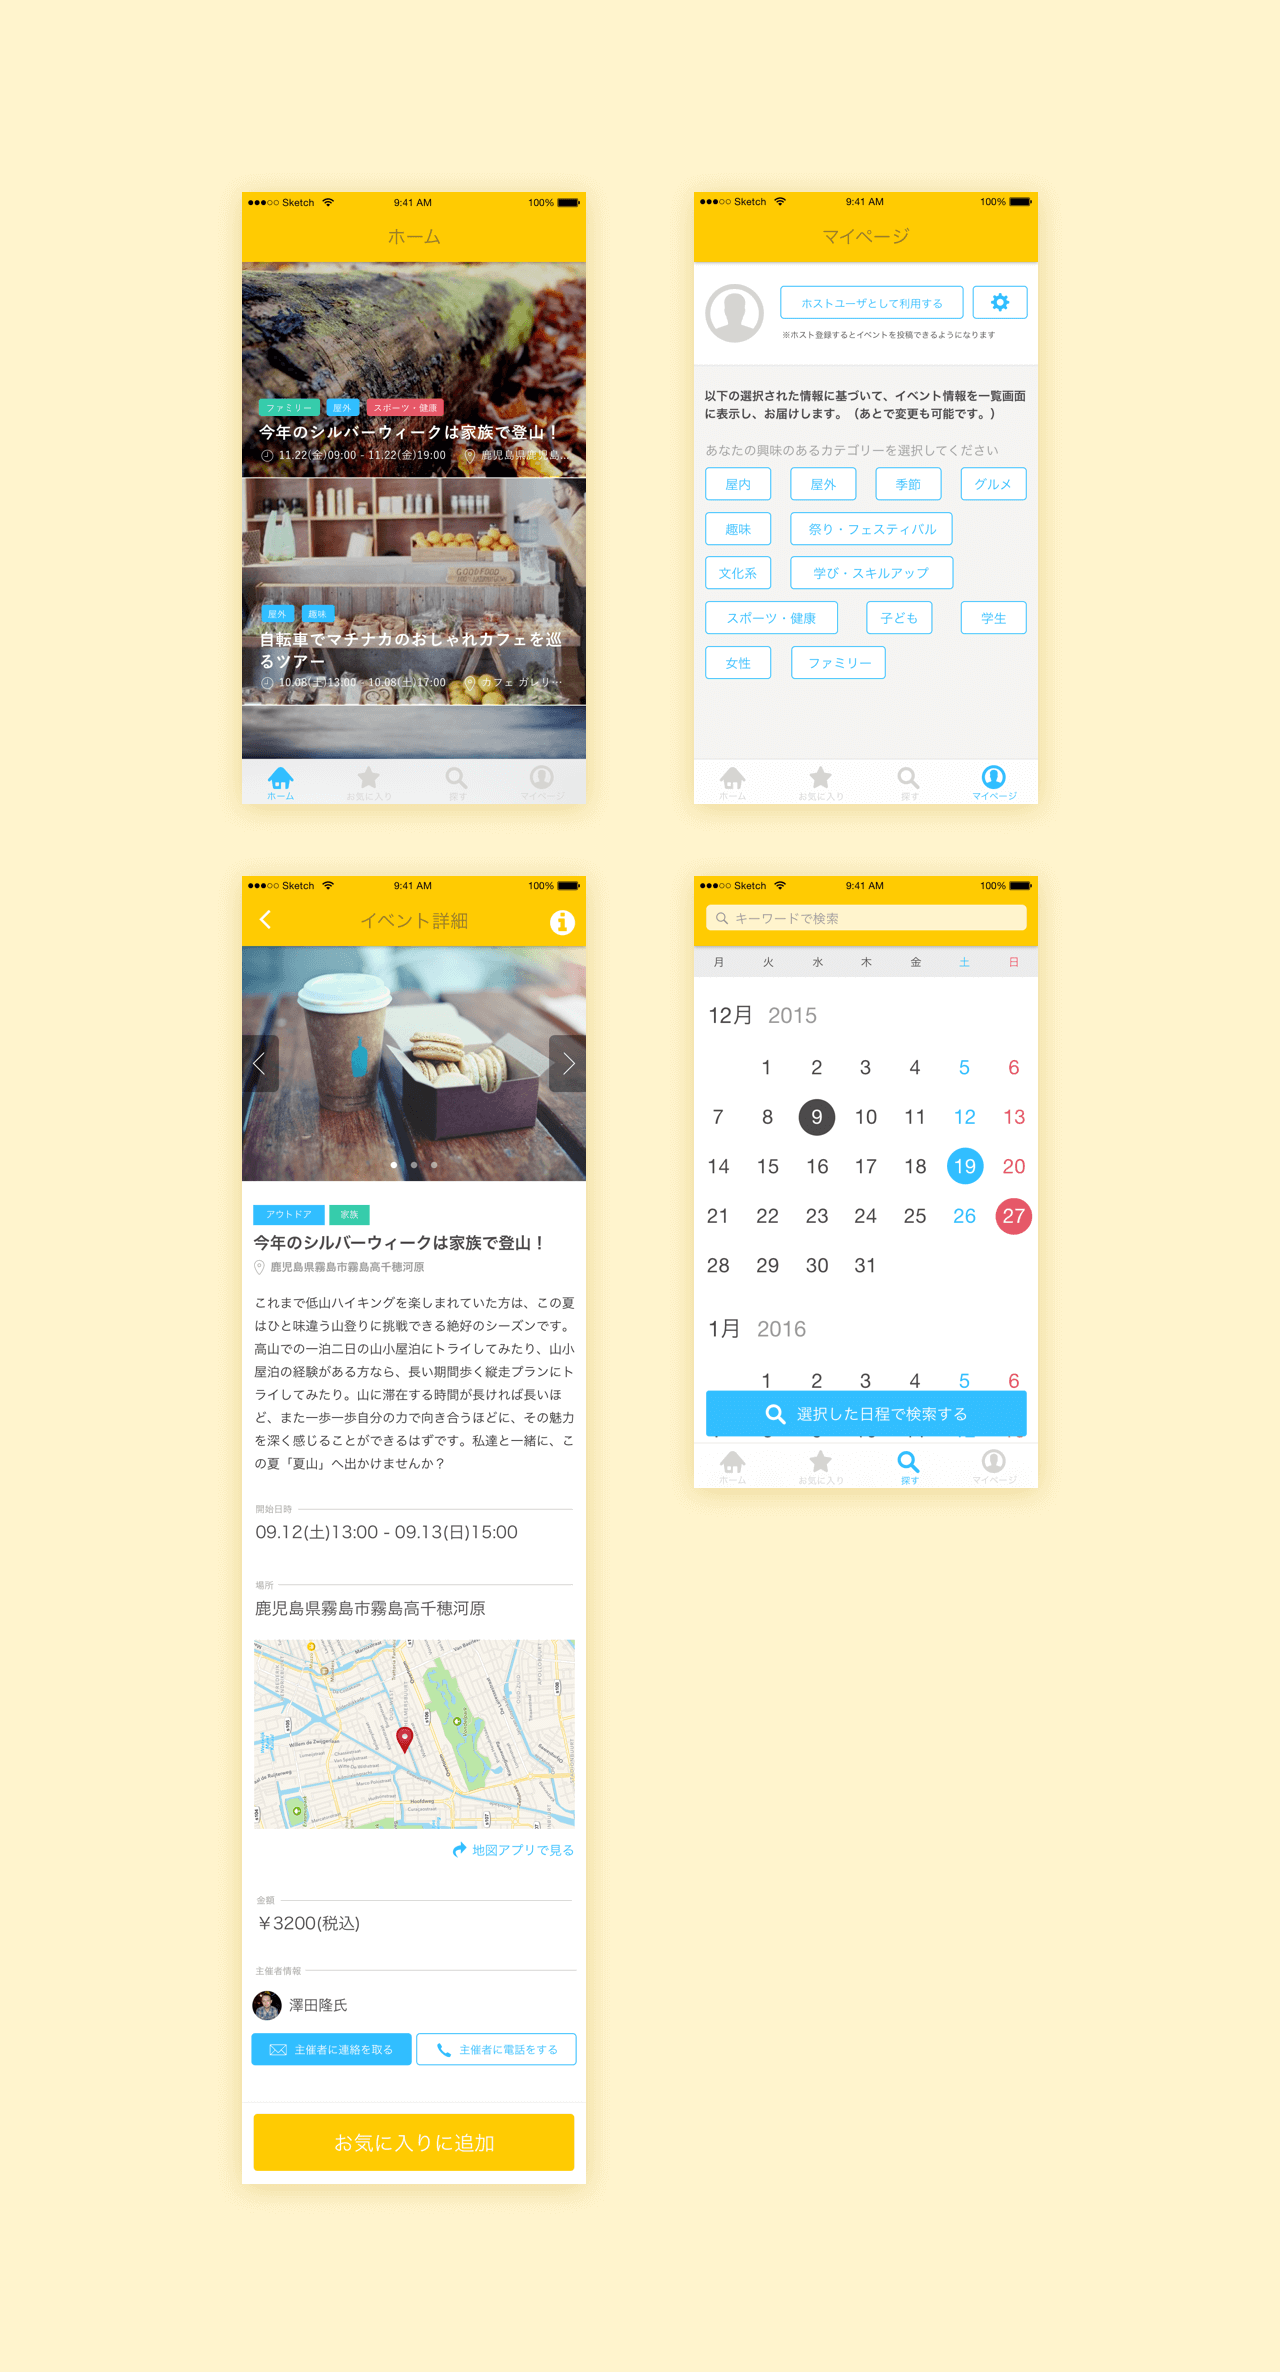 ●●●○○ Sketch 9:41 AM 100%
ホーム
ファミリー 屋外 スポーツ・健康
今年のシルバーウィークは家族で登山！
11.22(金)09:00 - 11.22(金)19:00 鹿児島県鹿児島...
GOOD FOOD
屋外 趣味
自転車でマチナカのおしゃれカフェを巡
るツアー
10.08(土)13:00 - 10.08(土)17:00 カフェ ガレリ…
ホーム お気に入り 探す マイページ
●●●○○ Sketch 9:41 AM 100%
マイページ
ホストユーザとして利用する
※ホスト登録するとイベントを投稿できるようになります
以下の選択された情報に基づいて、イベント情報を一覧画面
に表示し、お届けします。（あとで変更も可能です。）
あなたの興味のあるカテゴリーを選択してください
屋内 屋外 季節 グルメ
趣味 祭り・フェスティバル
文化系 学び・スキルアップ
スポーツ・健康 子ども 学生
女性 ファミリー
ホーム お気に入り 探す マイページ
●●●○○ Sketch 9:41 AM 100%
イベント詳細
アウトドア 家族
今年のシルバーウィークは家族で登山！
鹿児島県霧島市霧島高千穂河原
これまで低山ハイキングを楽しまれていた方は、この夏
はひと味違う山登りに挑戦できる絶好のシーズンです。
高山での一泊二日の山小屋泊にトライしてみたり、山小
屋泊の経験がある方なら、長い期間歩く縦走プランにト
ライしてみたり。山に滞在する時間が長ければ長いほ
ど、また一歩一歩自分の力で向き合うほどに、その魅力
を深く感じることができるはずです。私達と一緒に、こ
の夏「夏山」へ出かけませんか？
開始日時
09.12(土)13:00 - 09.13(日)15:00
場所
鹿児島県霧島市霧島高千穂河原
Willem de Zwijgerlaan
Hoofdweg
Overtoom
地図アプリで見る
金額
￥3200(税込)
主催者情報
澤田隆氏
主催者に連絡を取る 主催者に電話をする
お気に入りに追加
●●●○○ Sketch 9:41 AM 100%
キーワードで検索
月 火 水 木 金 土 日
12月 2015
1 2 3 4 5 6
7 8 9 10 11 12 13
14 15 16 17 18 19 20
21 22 23 24 25 26 27
28 29 30 31
1月 2016
1 2 3 4 5 6
選択した日程で検索する
ホーム お気に入り 探す マイページ